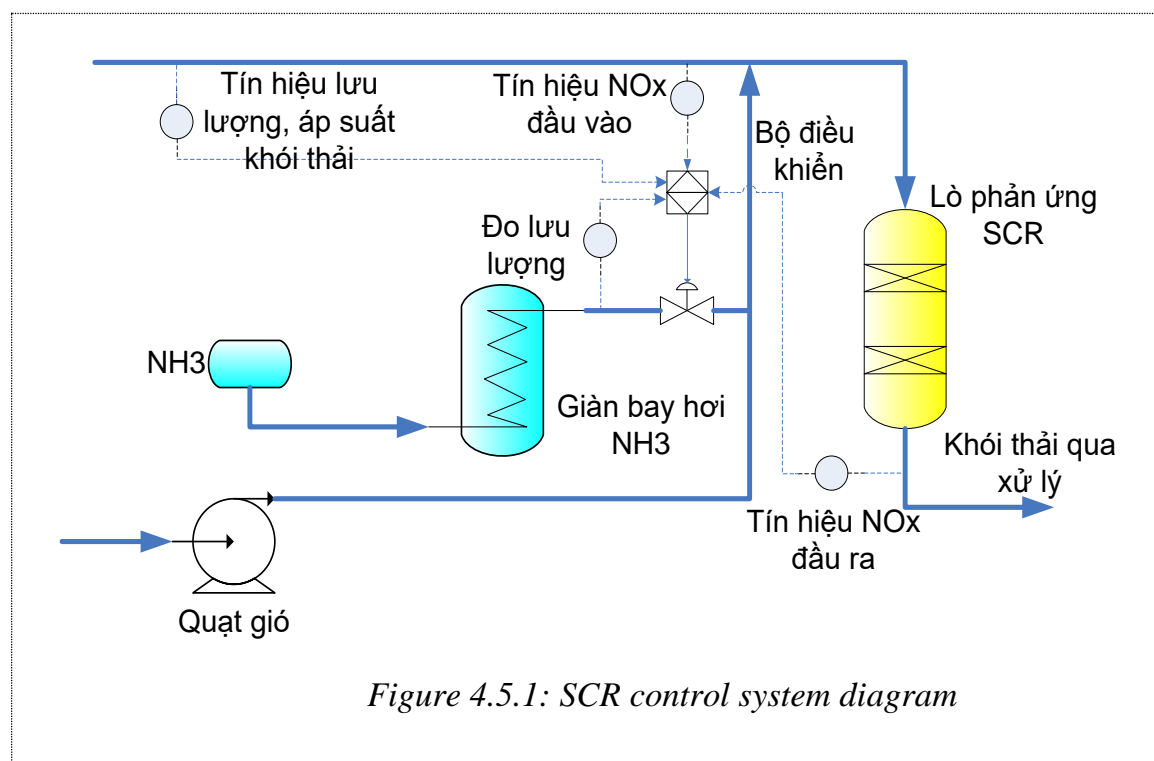 Tín hiệu lưu
lượng, áp suất
khói thải
Tín hiệu NOx
đầu vào
Bộ điều
khiển
Lò phản ứng
SCR
Đo lưu
lượng
NH3
Giàn bay hơi
NH3
Khói thải qua
xử lý
Tín hiệu NOx
đầu ra
Quạt gió
Figure 4.5.1: SCR control system diagram